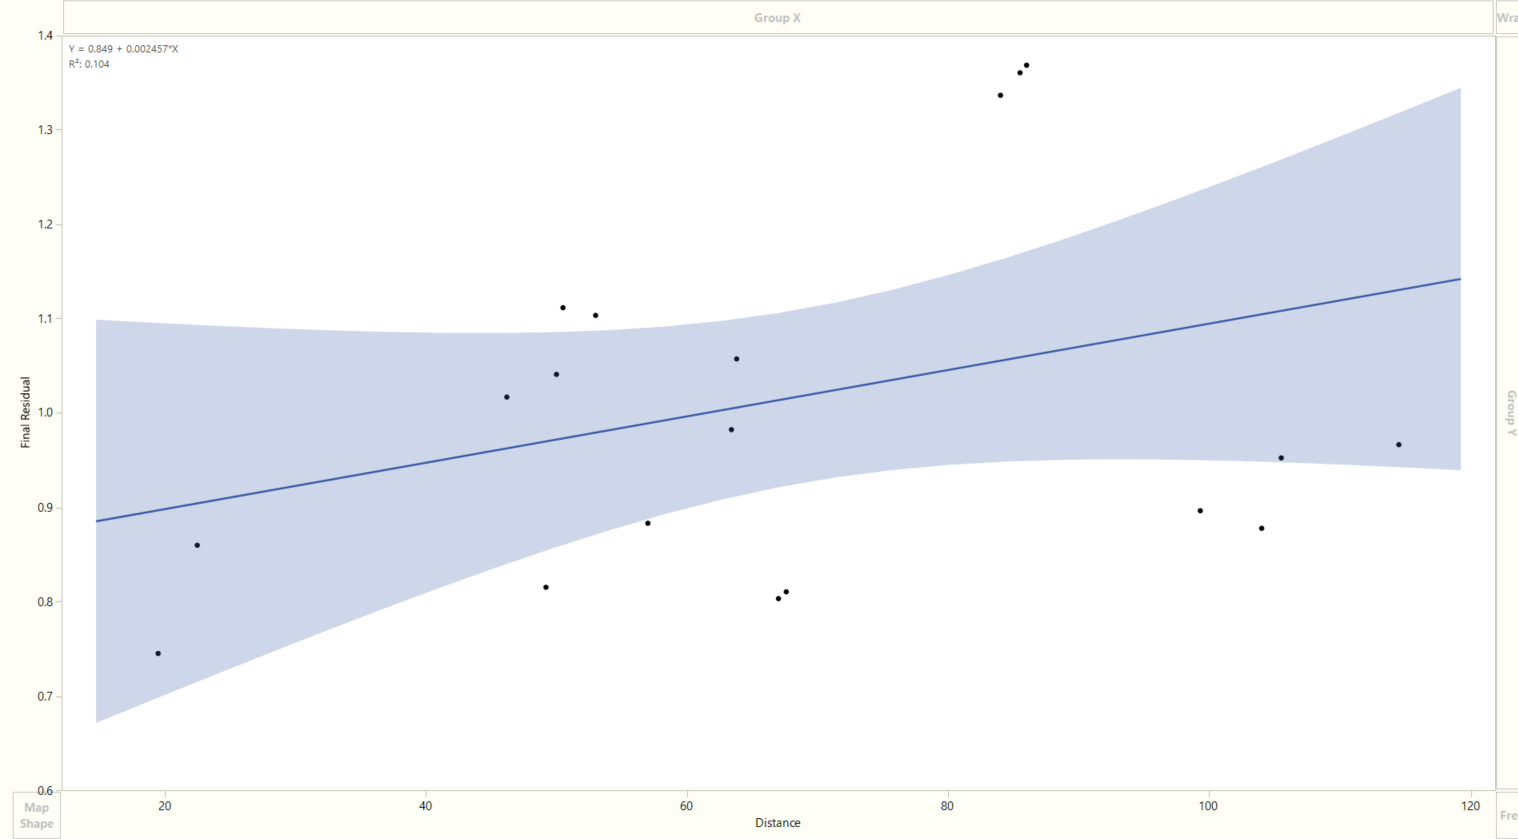 Group X
Wra
1.4
Y = 0.849 + 0.002457*X
R²: 0.104
1.3
1.2
1.1
1.0
0.9
0.8
0.7
0.6
Final Residual
Group Y
20 40 60 80 100 120
Distance
Map
Shape
Fre